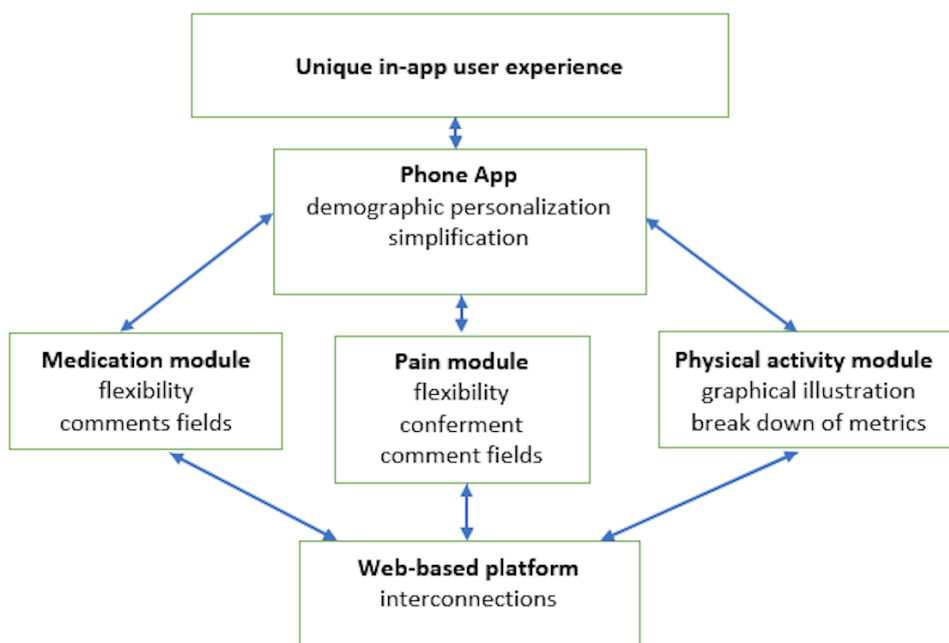 Unique in-app user experience
Phone App
demographic personalization
simplification
Medication module
flexibility
comments fields
Pain module
flexibility
conferment
comment fields
Physical activity module
graphical illustration
break down of metrics
Web-based platform
interconnections